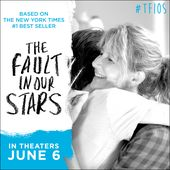 #TFIOS
BASED ON
THE NEW YORK TIMES
#1 BEST SELLER
THE
FAULT
IN OUR
STARS
IN THEATERS
JUNE 6